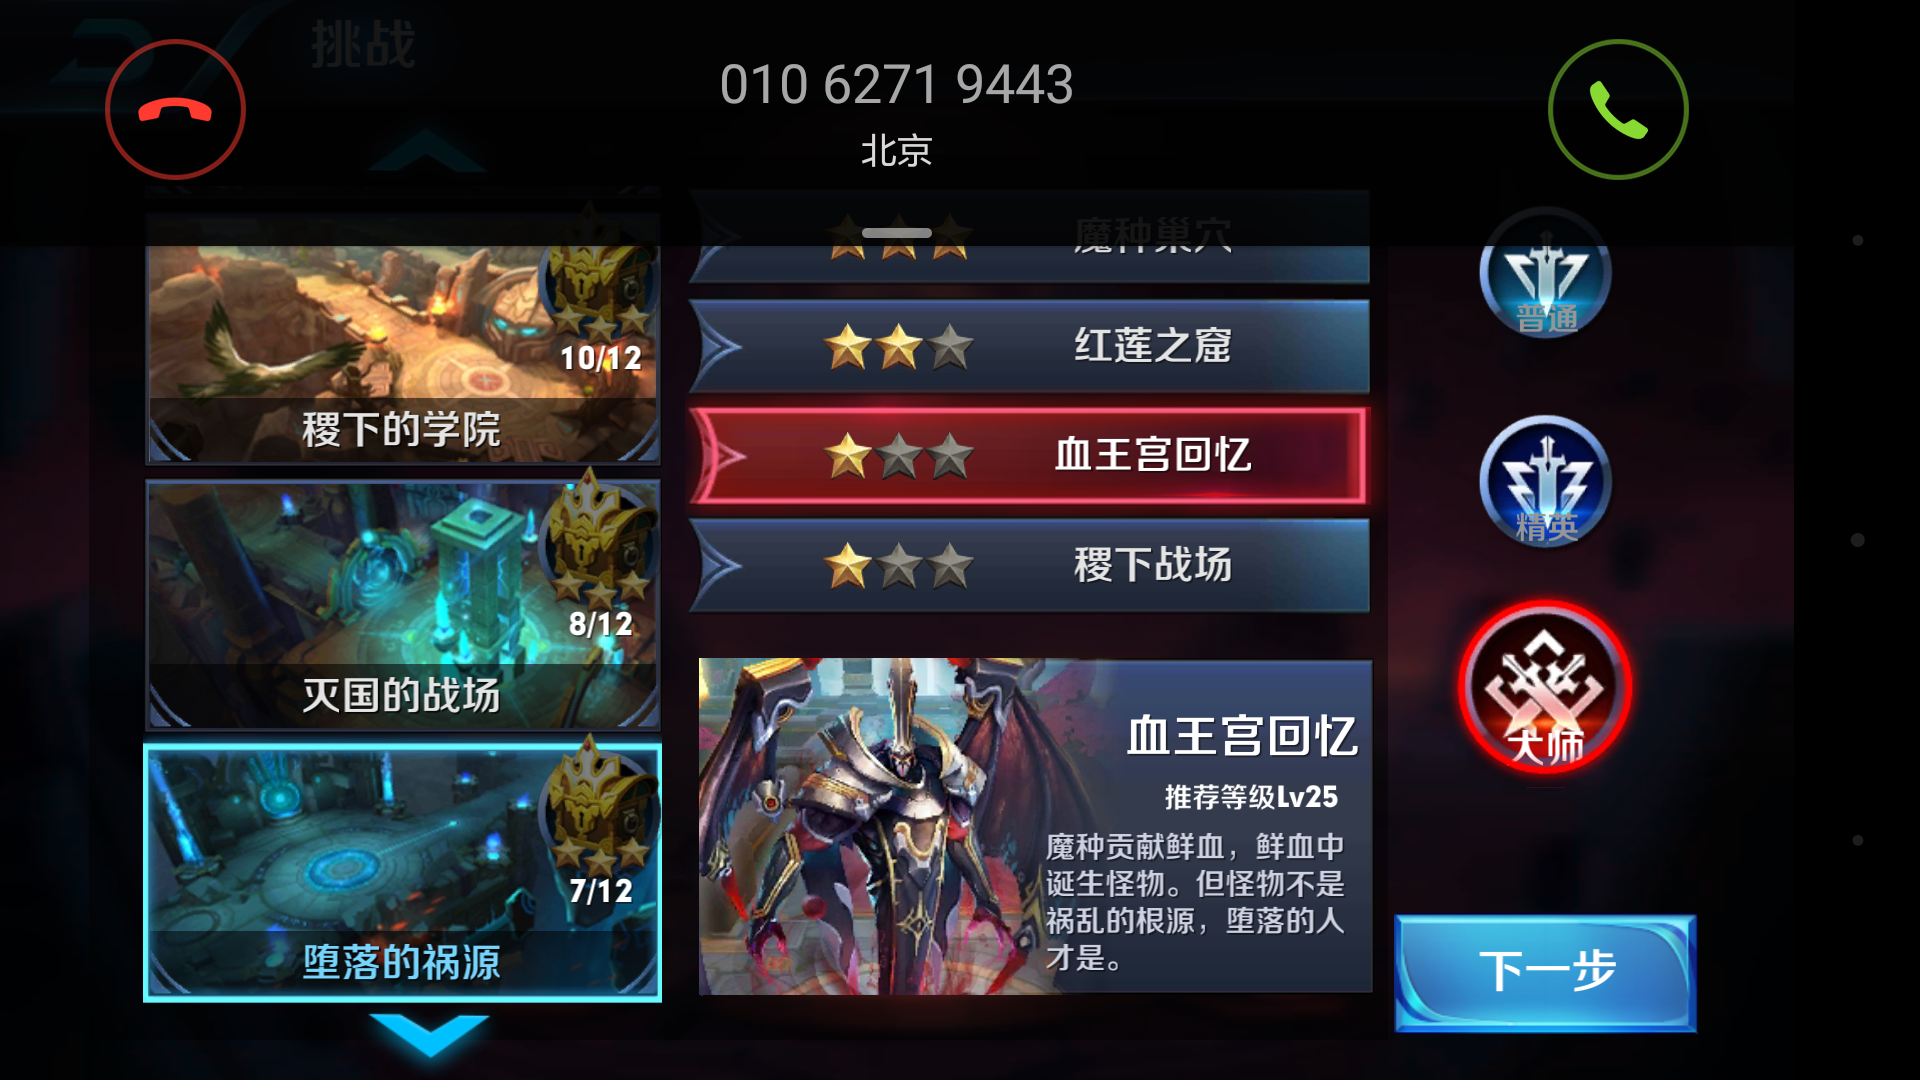 挑战
010 6271 9443
北京
10/12
稷下的学院
8/12
灭国的战场
7/12
堕落的祸源
魔种巢穴
红莲之窟
血王宫回忆
稷下战场
血王宫回忆
推荐等级Lv25
魔种贡献鲜血，鲜血中
诞生怪物。但怪物不是
祸乱的根源，堕落的人
才是。
普通
精英
大师
下一步